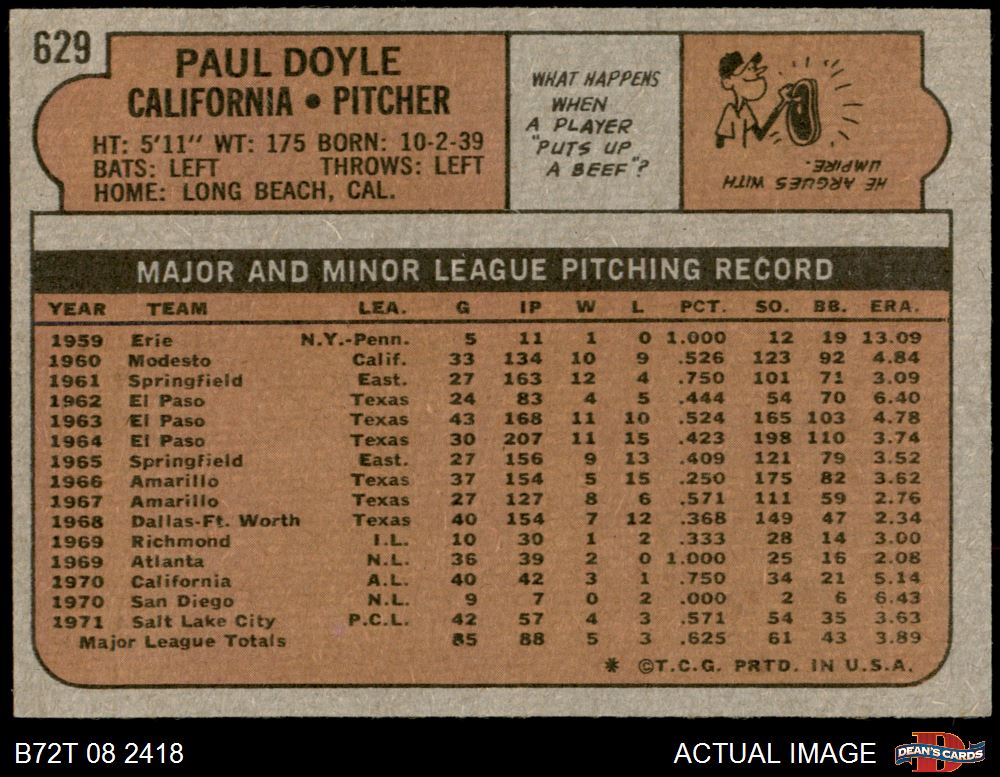 629
PAUL DOYLE
CALIFORNIA • PITCHER
HT: 5'11" WT: 175 BORN: 10-2-39
BATS: LEFT THROWS: LEFT
HOME: LONG BEACH, CAL.
WHAT HAPPENS
WHEN
A PLAYER
"PUTS UP
A BEEF"?
HE ARGUES WITH
UMPIRE.
MAJOR AND MINOR LEAGUE PITCHING RECORD
YEAR TEAM LEA. G IP W L PCT. SO. BB. ERA.
1959 Erie N.Y.-Penn. 5 11 1 0 1.000 12 19 13.09
1960 Modesto Calif. 33 134 10 9 .526 123 92 4.84
1961 Springfield East. 27 163 12 4 .750 101 71 3.09
1962 El Paso Texas 24 83 4 5 .444 54 70 6.40
1963 El Paso Texas 43 168 11 10 .524 165 103 4.78
1964 El Paso Texas 30 207 11 15 .423 198 110 3.74
1965 Springfield East. 27 156 9 13 .409 121 79 3.52
1966 Amarillo Texas 37 154 5 15 .250 175 82 3.62
1967 Amarillo Texas 27 127 8 6 .571 111 59 2.76
1968 Dallas-Ft. Worth Texas 40 154 7 12 .368 149 47 2.34
1969 Richmond I.L. 10 30 1 2 .333 28 14 3.00
1969 Atlanta N.L. 36 39 2 0 1.000 25 16 2.08
1970 California A.L. 40 42 3 1 .750 34 21 5.14
1970 San Diego N.L. 9 7 0 2 .000 2 6 6.43
1971 Salt Lake City P.C.L. 42 57 4 3 .571 54 35 3.63
Major League Totals 85 88 5 3 .625 61 43 3.89
* ©T.C.G. PRTD. IN U.S.A.
B72T 08 2418
ACTUAL IMAGE
D
DEAN'S CARDS